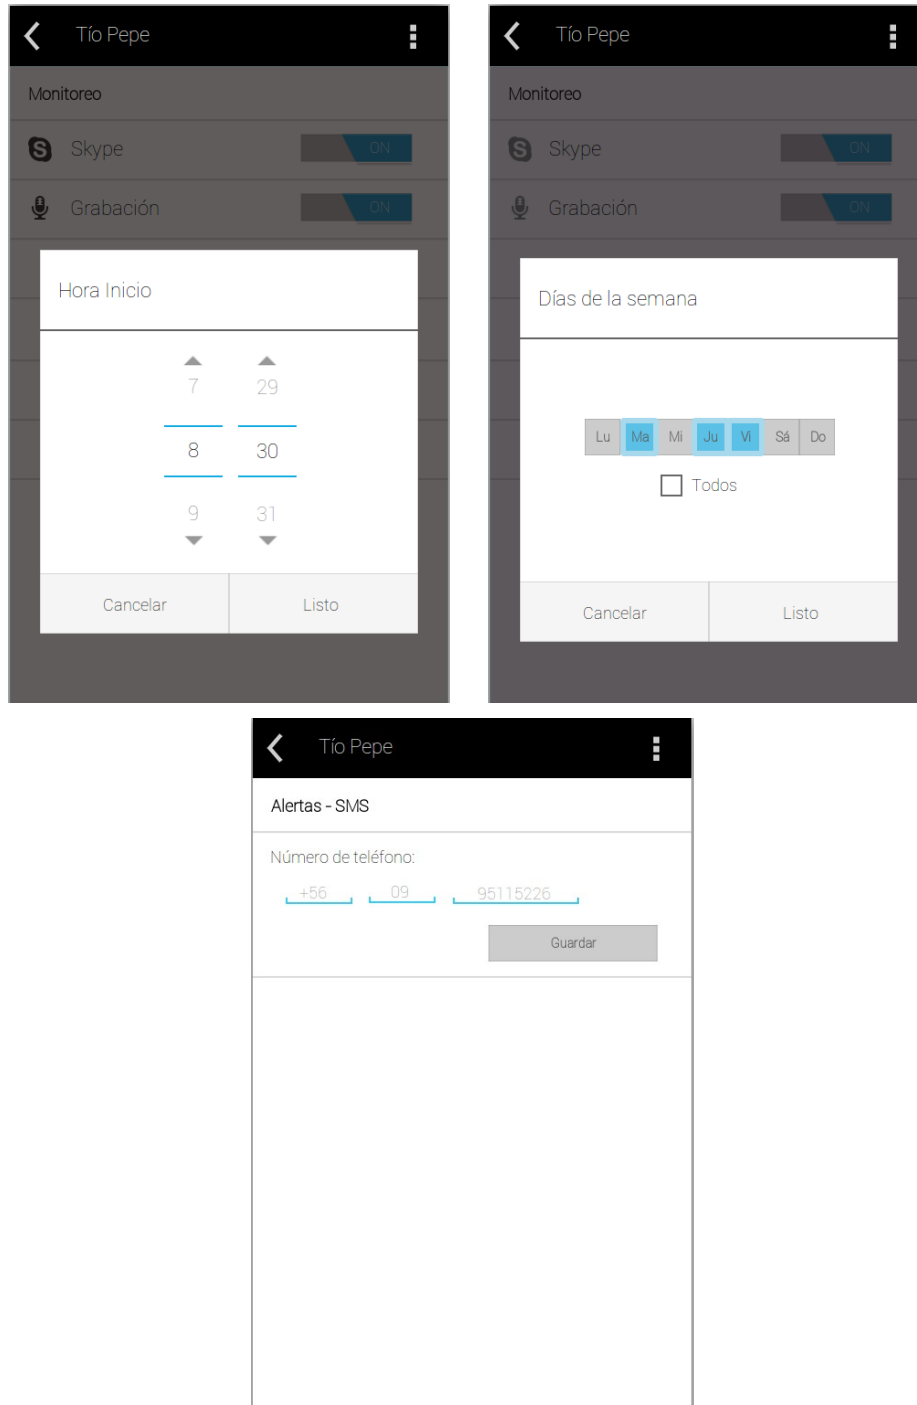 Tío Pepe
Monitoreo
Skype ON
Grabación ON
Hora Inicio
7 29
8 30
9 31
Cancelar Listo
Tío Pepe
Monitoreo
Skype ON
Grabación ON
Días de la semana
Lu Ma Mi Ju Vi Sá Do
Todos
Cancelar Listo
Tío Pepe
Alertas - SMS
Número de teléfono:
+56 09 95115226
Guardar